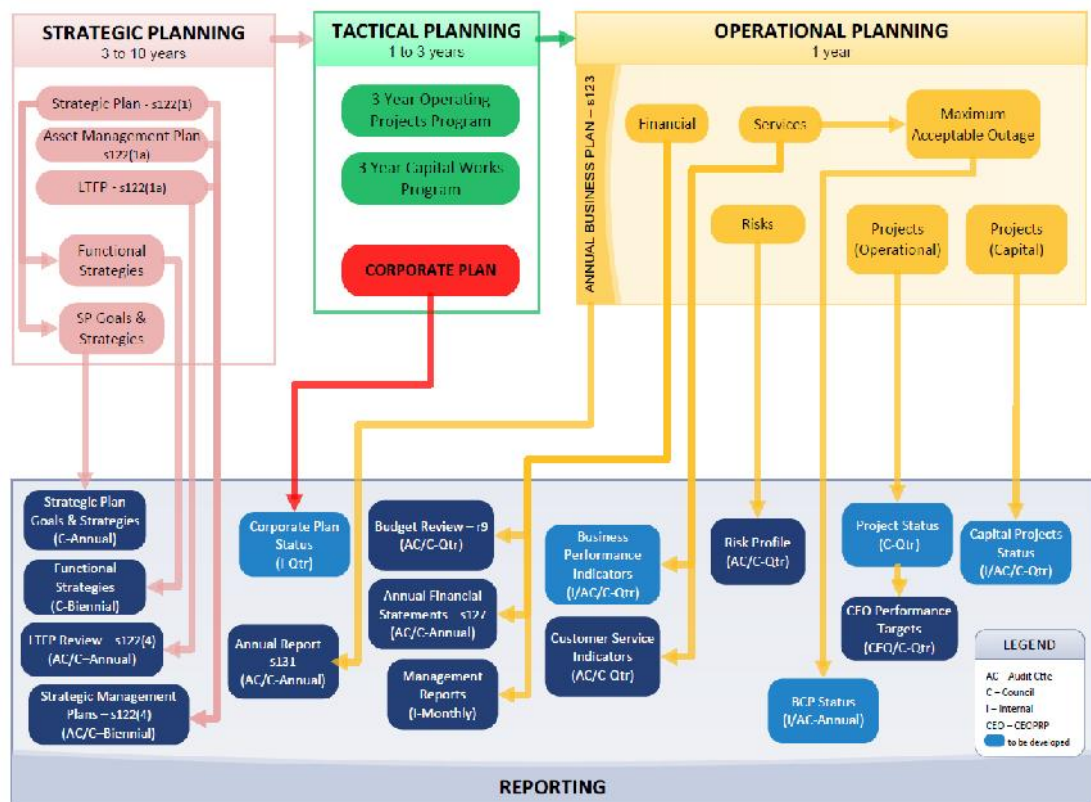 STRATEGIC PLANNING
3 to 10 years
TACTICAL PLANNING
1 to 3 years
OPERATIONAL PLANNING
1 year
Strategic Plan - s122(1)
Asset Management Plan
s122(1a)
LTFP - s122(1a)
Functional
Strategies
SP Goals &
Strategies
3 Year Operating
Projects Program
3 Year Capital Works
Program
CORPORATE PLAN
ANNUAL BUSINESS PLAN – s123
Financial
Services
Maximum
Acceptable Outage
Risks
Projects
(Operational)
Projects
(Capital)
Strategic Plan
Goals & Strategies
(C-Annual)
Functional
Strategies
(C-Biennial)
LTFP Review – s122(4)
(AC/C–Annual)
Strategic Management
Plans – s122(4)
(AC/C–Biennial)
Corporate Plan
Status
(I Qtr)
Annual Report
s131
(AC/C-Annual)
Budget Review – r9
(AC/C-Qtr)
Annual Financial
Statements – s127
(AC/C-Annual)
Management
Reports
(I-Monthly)
Business
Performance
Indicators
(I/AC/C-Qtr)
Customer Service
Indicators
(AC/C Qtr)
Risk Profile
(AC/C-Qtr)
BCP Status
(I/AC-Annual)
Project Status
(C-Qtr)
CEO Performance
Targets
(CEO/C-Qtr)
Capital Projects
Status
(I/AC/C-Qtr)
LEGEND
AC – Audit Ctte
C – Council
I – Internal
CEO – CEOPRP
to be developed
REPORTING